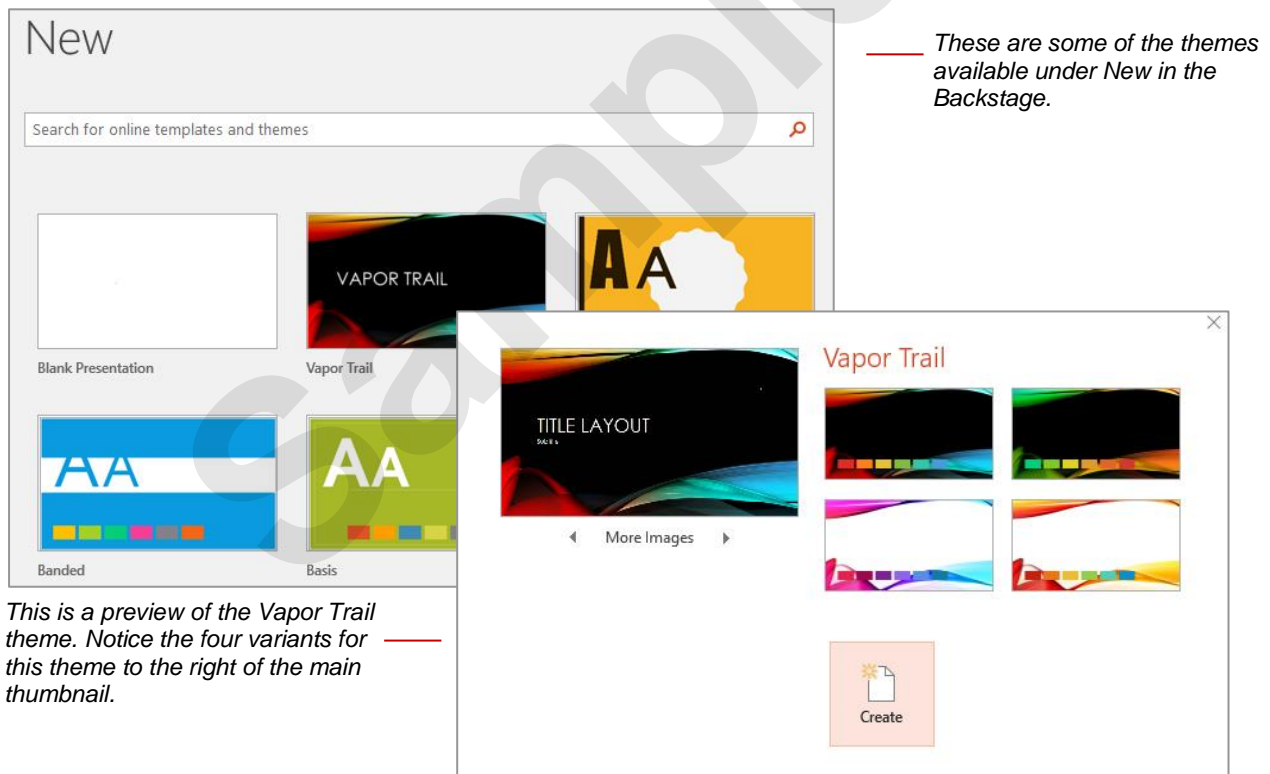 New
These are some of the themes
available under New in the
Backstage.
Search for online templates and themes
VAPOR TRAIL
AA
Blank Presentation
Vapor Trail
Vapor Trail
TITLE LAYOUT
Subtitle
More Images
AA
AA
Banded
Basis
This is a preview of the Vapor Trail
theme. Notice the four variants for
this theme to the right of the main
thumbnail.
Create
Sample